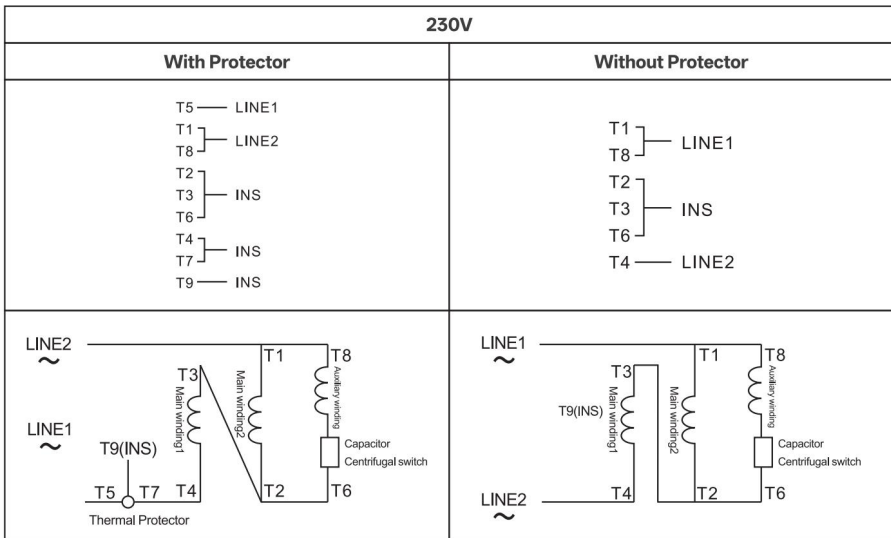 230V
With Protector
Without Protector
T5 LINE1
T1
T8
LINE2
T2
T3
T6
INS
T4
T7
INS
T9 INS
T1
T8
LINE1
T2
T3
T6
INS
T4 LINE2
LINE2
~
T3
T1
T8
Main winding1
Main winding2
Auxiliary winding
LINE1
~
T9(INS)
Capacitor
Centrifugal switch
T5
T7
T4
T2
T6
Thermal Protector
LINE1
~
T3
T1
T8
T9(INS)
Main winding1
Main winding2
Auxiliary winding
Capacitor
Centrifugal switch
LINE2
~
T4
T2
T6